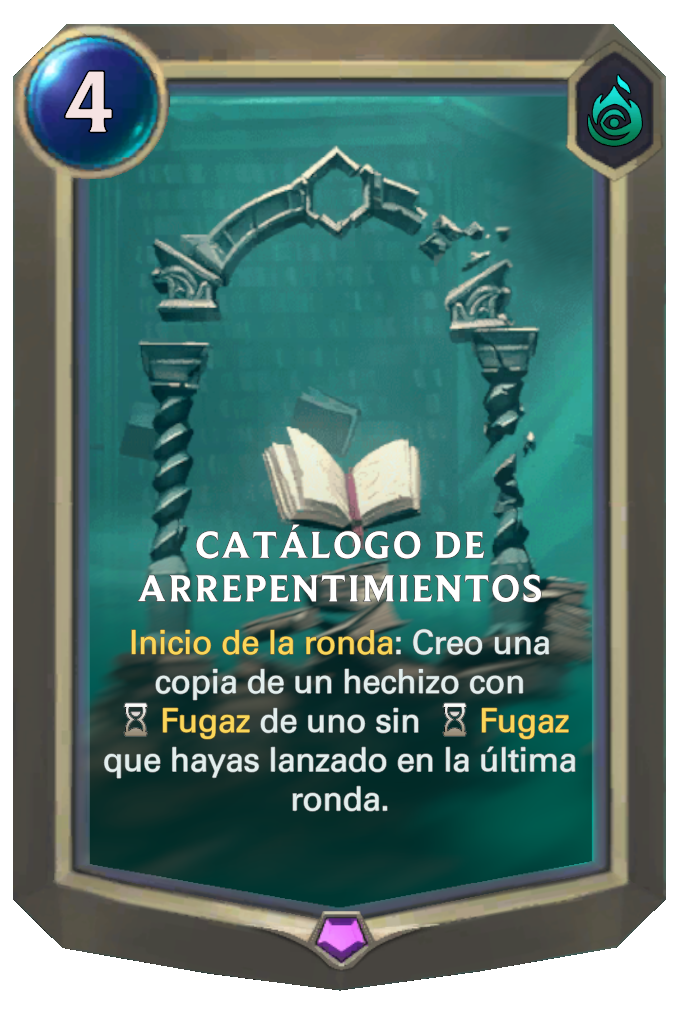 4
CATÁLOGO DE
ARREPENTIMIENTOS
Inicio de la ronda: Creo una
copia de un hechizo con
Fugaz de uno sin Fugaz
que hayas lanzado en la última
ronda.